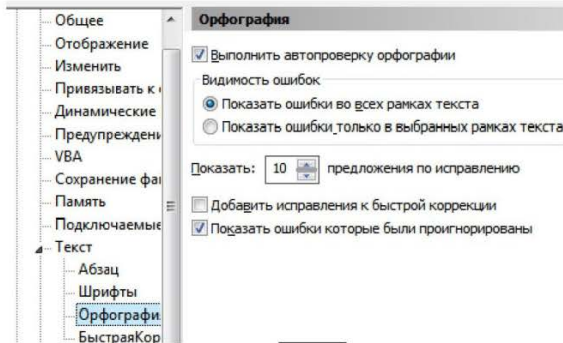 Общее
Отображение
Изменить
Привязывать к
Динамические
Предупреждени
VBA
Сохранение фай
Память
Подключаемые
Текст
Абзац
Шрифты
Орфографи
БыстраяКор
Орфография
Выполнить автопроверку орфографии
Видимость ошибок
Показать ошибки во всех рамках текста
Показать ошибки только в выбранных рамках текста
Показать: 10 предложения по исправлению
Добавить исправления к быстрой коррекции
Показать ошибки которые были проигнорированы